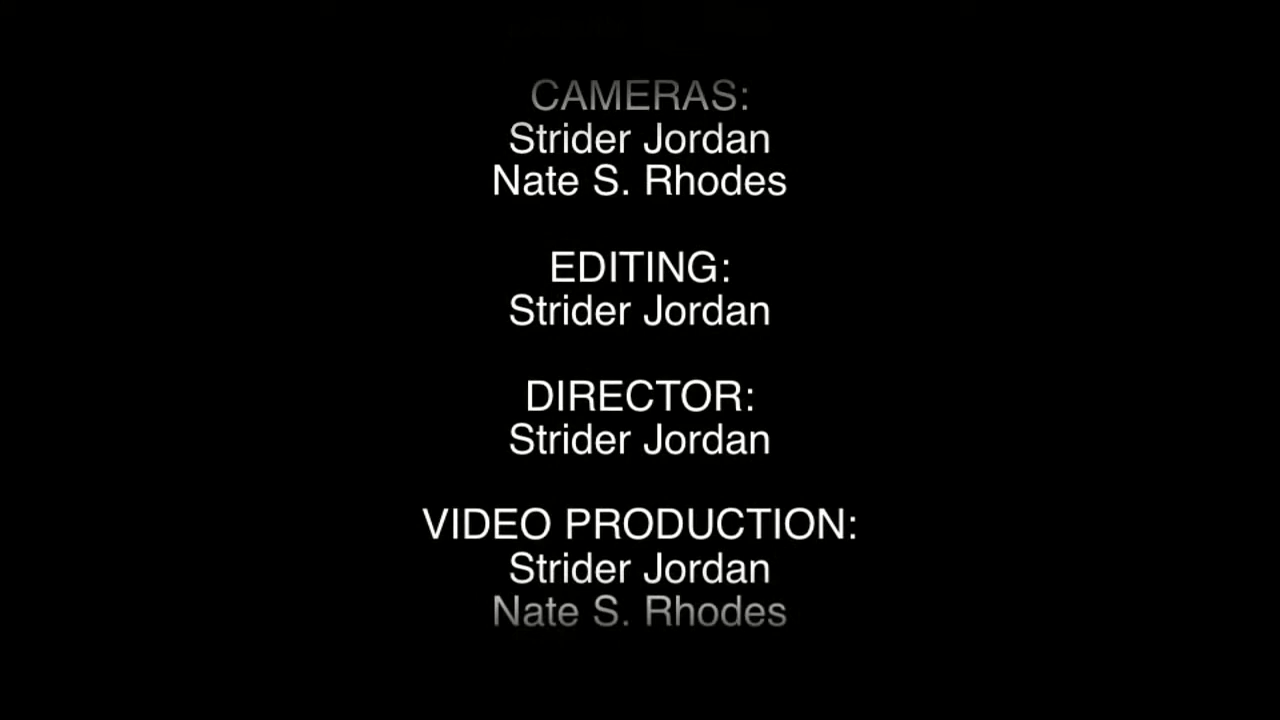 CAMERAS:
Strider Jordan
Nate S. Rhodes
EDITING:
Strider Jordan
DIRECTOR:
Strider Jordan
VIDEO PRODUCTION:
Strider Jordan
Nate S. Rhodes